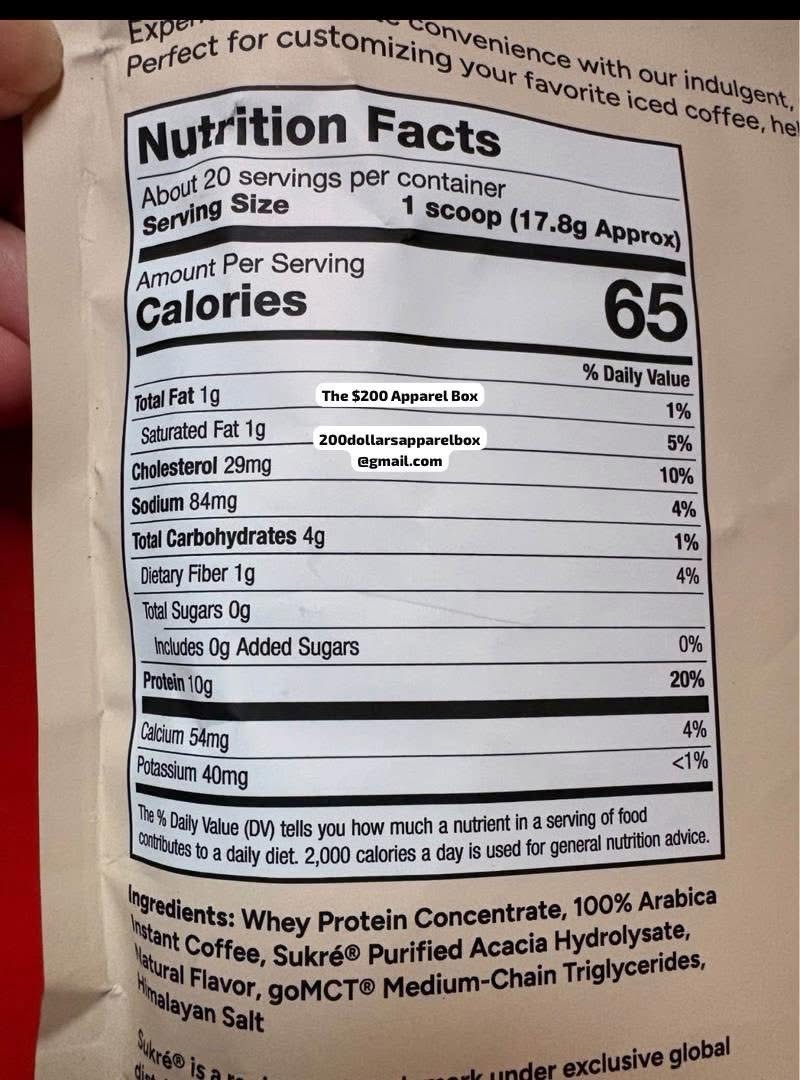 convenience with our indulgent,
Perfect for customizing your favorite iced coffee,
Nutrition Facts
About 20 servings per container
Serving Size 1 scoop (17.8g Approx)
Amount Per Serving
Calories 65
% Daily Value
Total Fat 1g 1%
The $200 Apparel Box
Saturated Fat 1g 5%
200dollarsapparelbox
@gmail.com
Cholesterol 29mg 10%
Sodium 84mg 4%
Total Carbohydrates 4g 1%
Dietary Fiber 1g 4%
Total Sugars 0g
Includes 0g Added Sugars 0%
Protein 10g 20%
Calcium 54mg 4%
Potassium 40mg <1%
The % Daily Value (DV) tells you how much a nutrient in a serving of food
contributes to a daily diet. 2,000 calories a day is used for general nutrition advice.
Ingredients: Whey Protein Concentrate, 100% Arabica
Instant Coffee, Sukré® Purified Acacia Hydrolysate,
Natural Flavor, goMCT® Medium-Chain Triglycerides,
Himalayan Salt
Sukré® is a under exclusive global